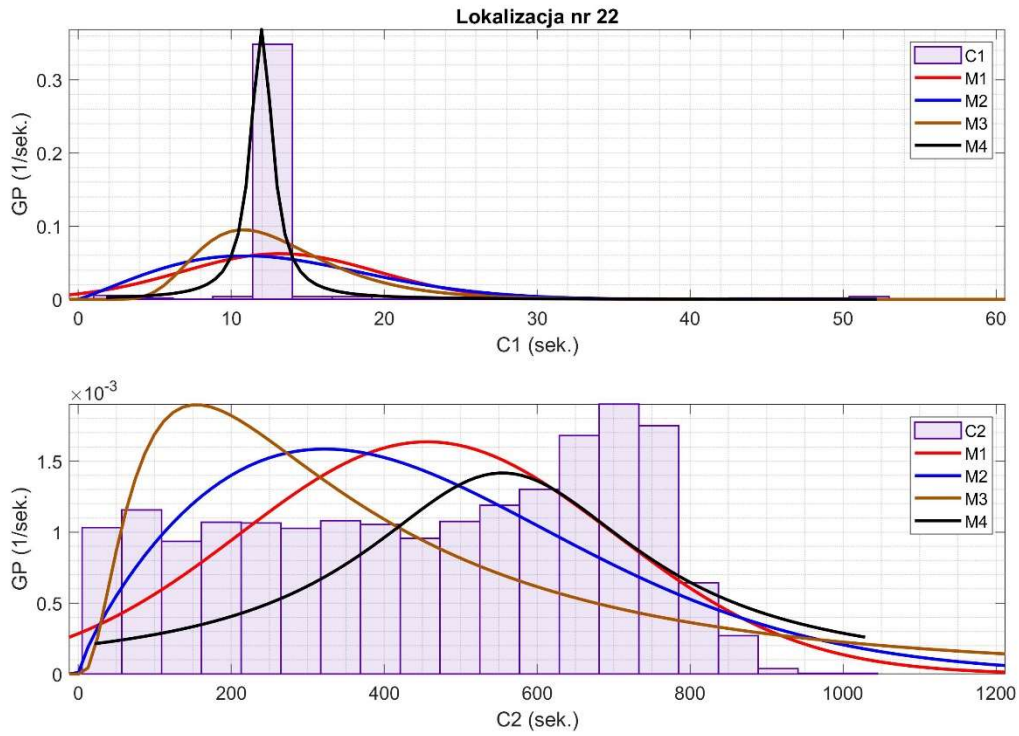 Lokalizacja nr 22
GP (1/sek.)
0.3
0.2
0.1
0
C1
M1
M2
M3
M4
0 10 20 30 40 50 60
C1 (sek.)
×10⁻³
GP (1/sek.)
1.5
1
0.5
0
C2
M1
M2
M3
M4
0 200 400 600 800 1000 1200
C2 (sek.)